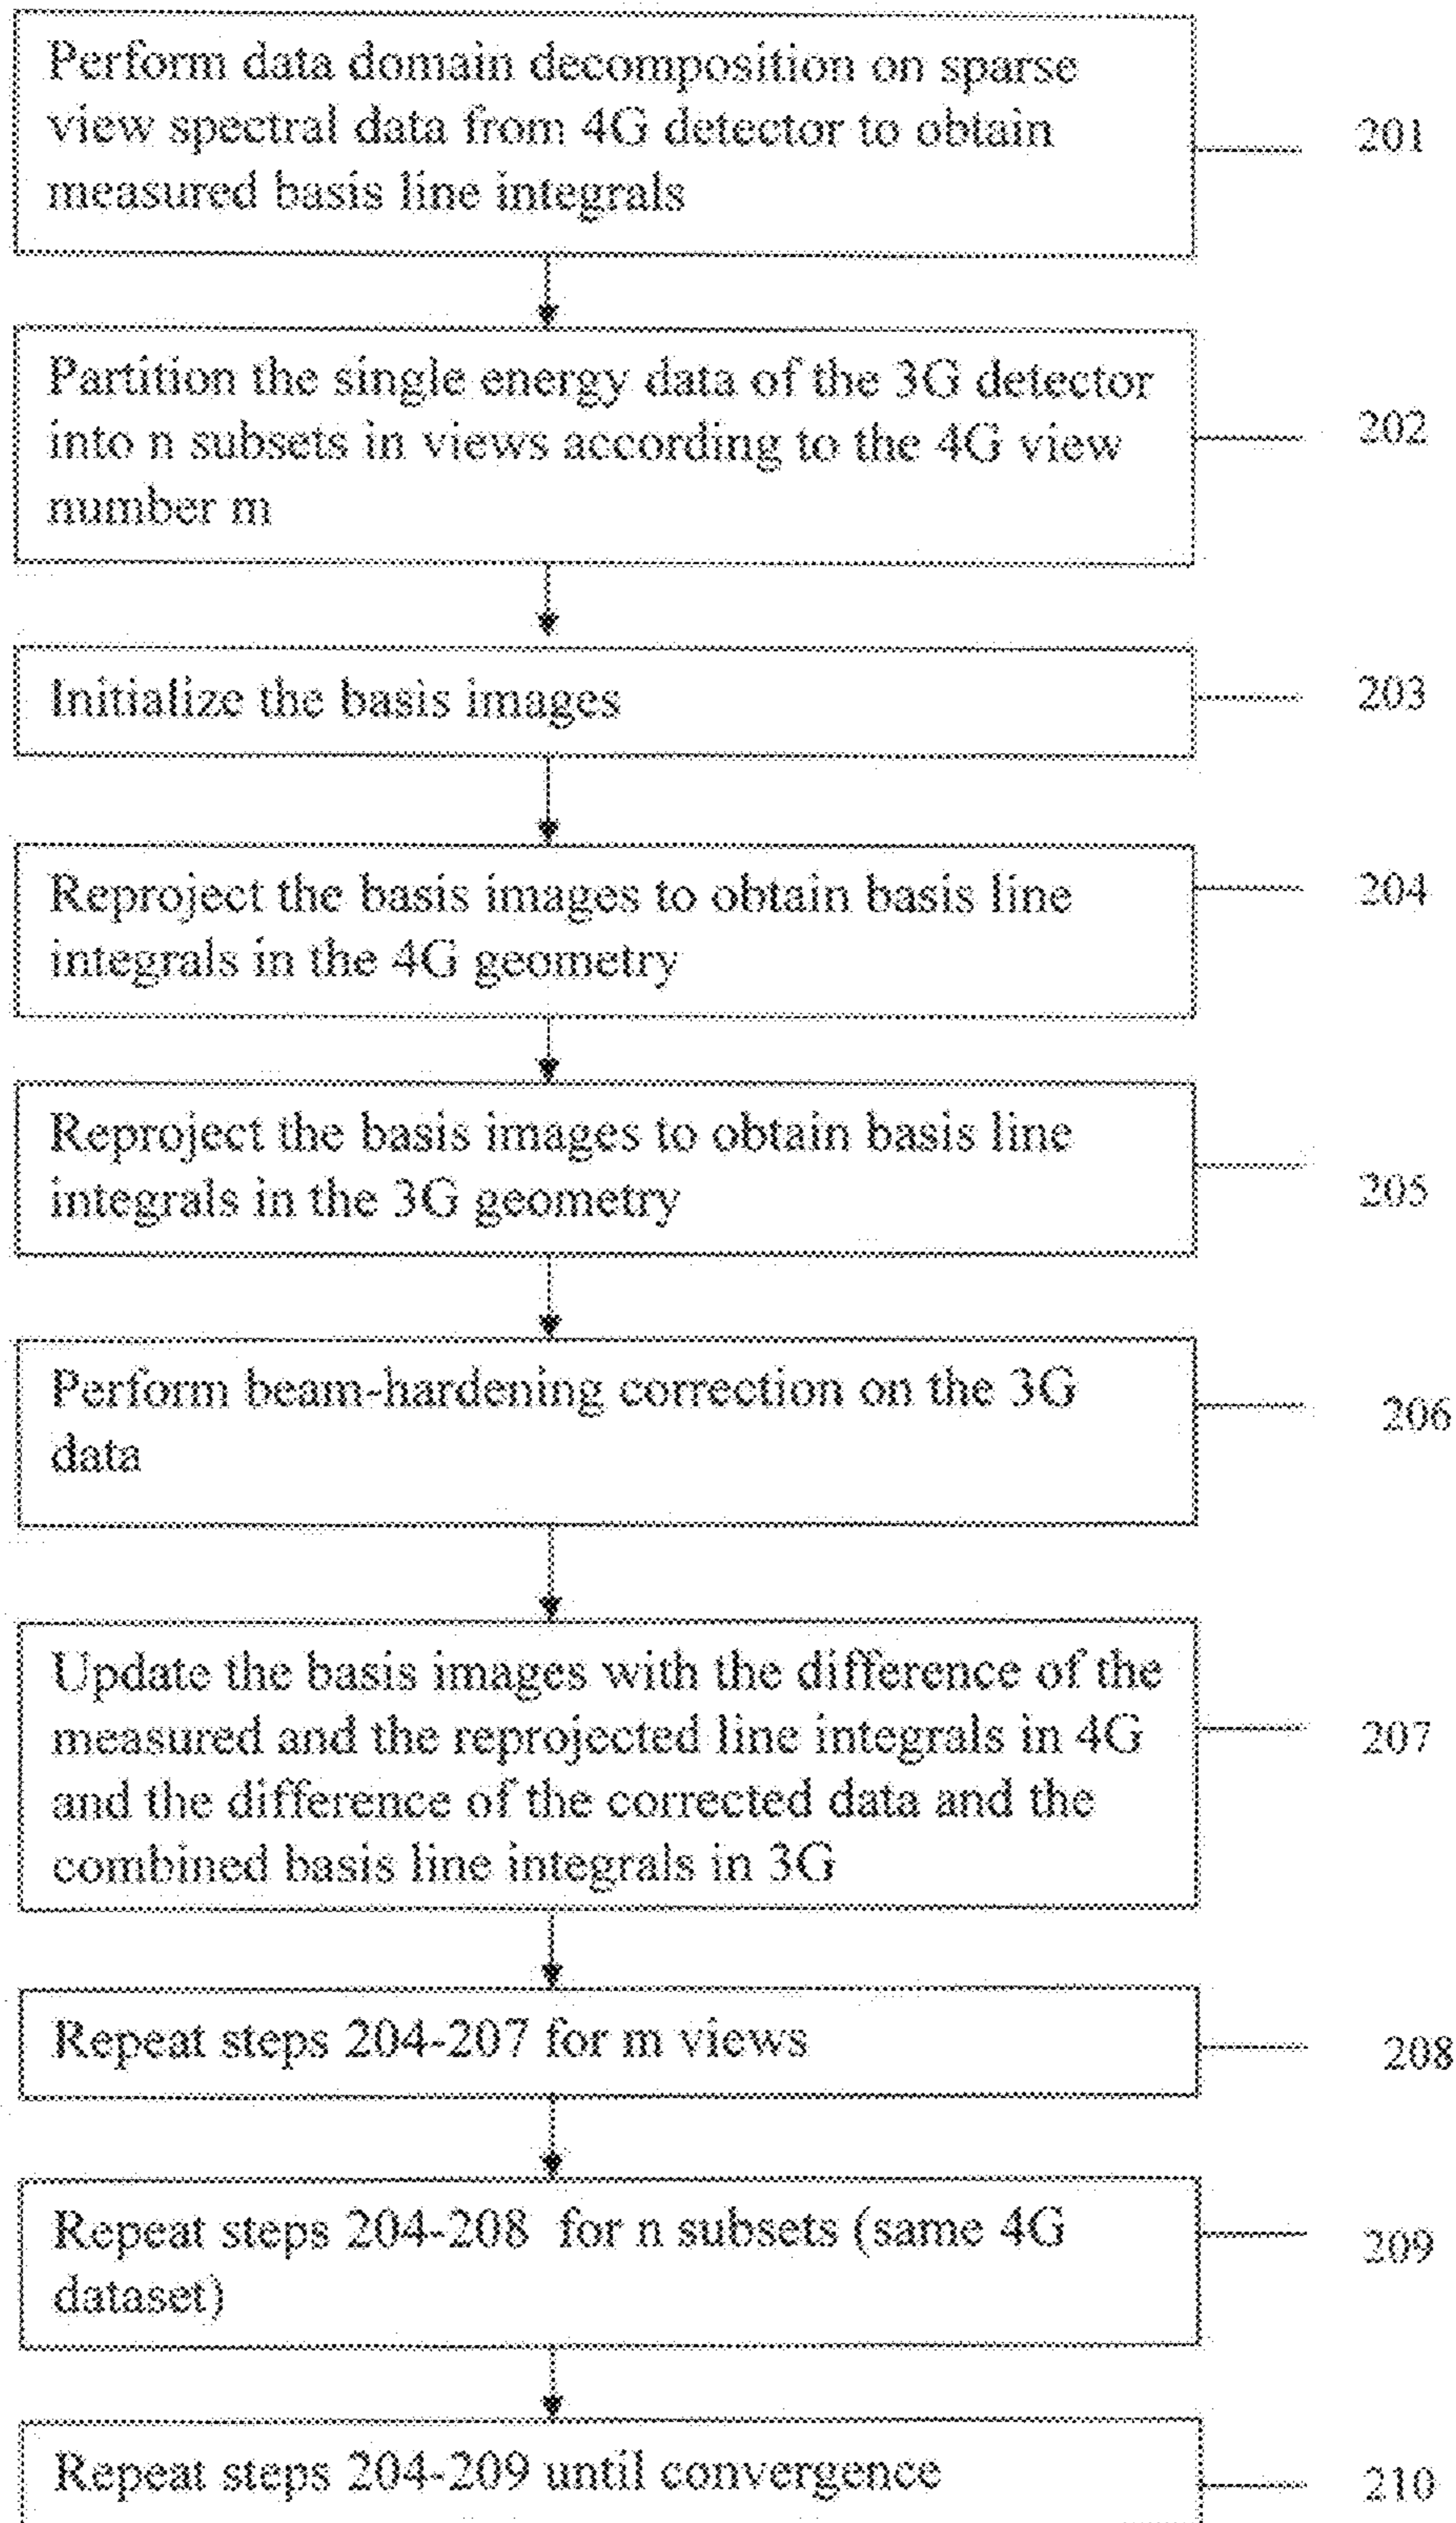 Perform data domain decomposition on sparse
view spectral data from 4G detector to obtain
measured basis line integrals
201
Partition the single energy data of the 3G detector
into n subsets in views according to the 4G view
number m
202
Initialize the basis images
203
Reproject the basis images to obtain basis line
integrals in the 4G geometry
204
Reproject the basis images to obtain basis line
integrals in the 3G geometry
205
Perform beam-hardening correction on the 3G
data
206
Update the basis images with the difference of the
measured and the reprojected line integrals in 4G
and the difference of the corrected data and the
combined basis line integrals in 3G
207
Repeat steps 204-207 for m views
208
Repeat steps 204-208 for n subsets (same 4G
dataset)
209
Repeat steps 204-209 until convergence
210